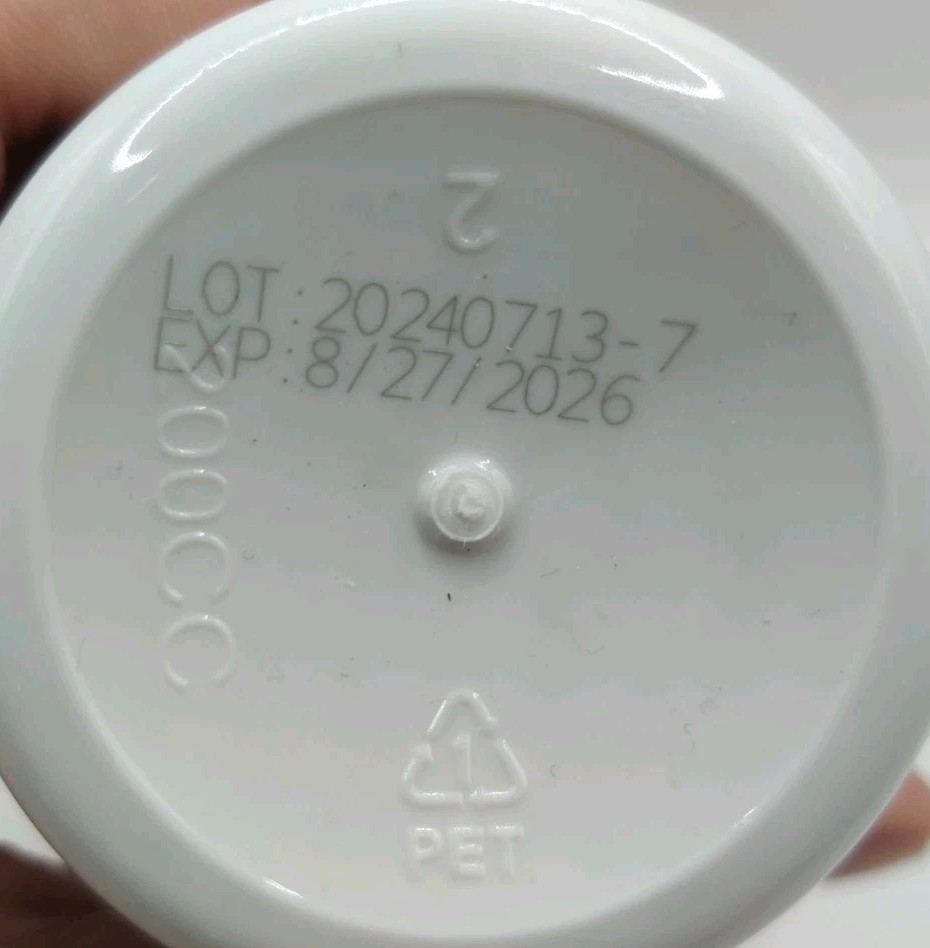 2
LOT : 20240713-7
EXP : 8/27/2026
200CC
1
PET